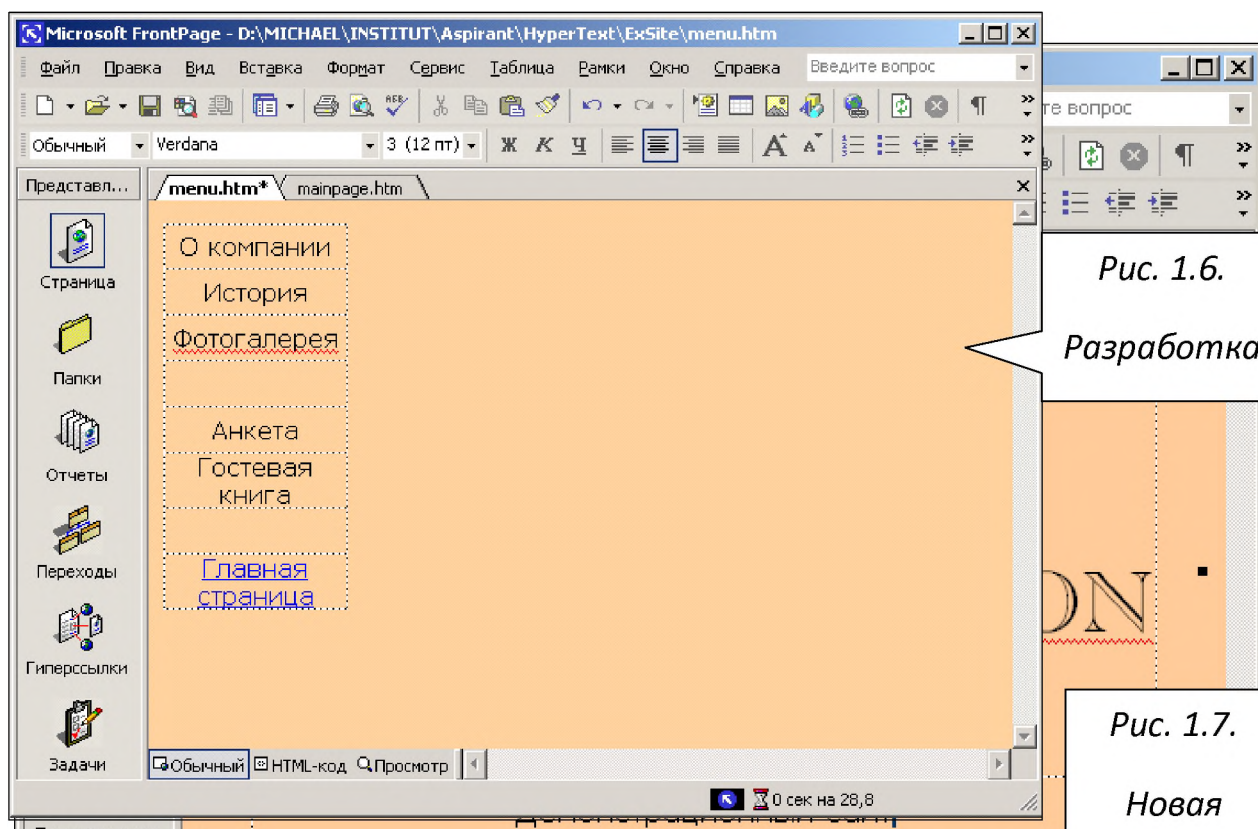 Microsoft FrontPage - D:\MICHAEL\INSTITUT\Aspirant\HyperText\ExSite\menu.htm
Файл Правка Вид Вставка Формат Сервис Таблица Рамки Окно Справка Введите вопрос
Обычный Verdana 3 (12 пт) Ж К Ч
Представл... menu.htm* mainpage.htm
Страница
Папки
Отчеты
Переходы
Гиперссылки
Задачи
О компании
История
Фотогалерея
Анкета
Гостевая
книга
Главная
страница
Обычный HTML-код Просмотр
0 сек на 28,8
вопрос
Рис. 1.6.
Разработка
ON
Рис. 1.7.
Новая